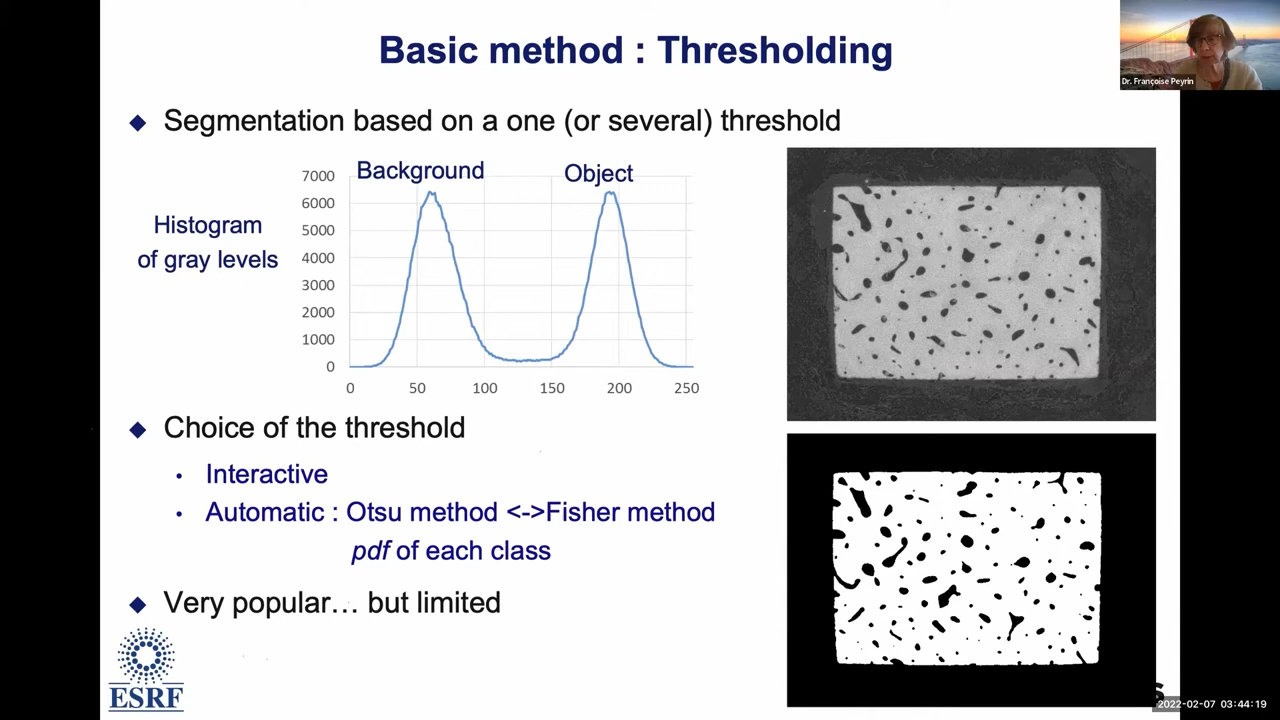 Basic method : Thresholding
Dr. Françoise Peyrin
Segmentation based on a one (or several) threshold
Background
Object
Histogram
of gray levels
7000
6000
5000
4000
3000
2000
1000
0
0 50 100 150 200 250
Choice of the threshold
Interactive
Automatic : Otsu method <->Fisher method
pdf of each class
Very popular… but limited
ESRF
s
2022-02-07 03:44:19